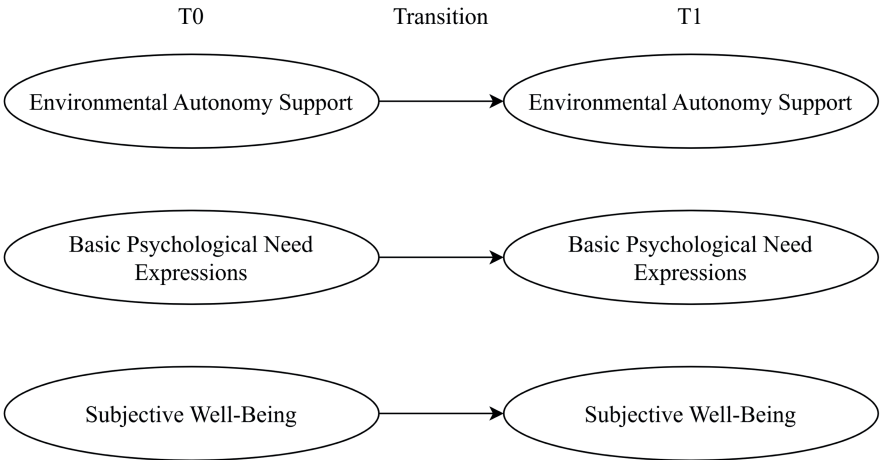 T0 Transition T1
Environmental Autonomy Support Environmental Autonomy Support
Basic Psychological Need Basic Psychological Need
Expressions Expressions
Subjective Well-Being Subjective Well-Being